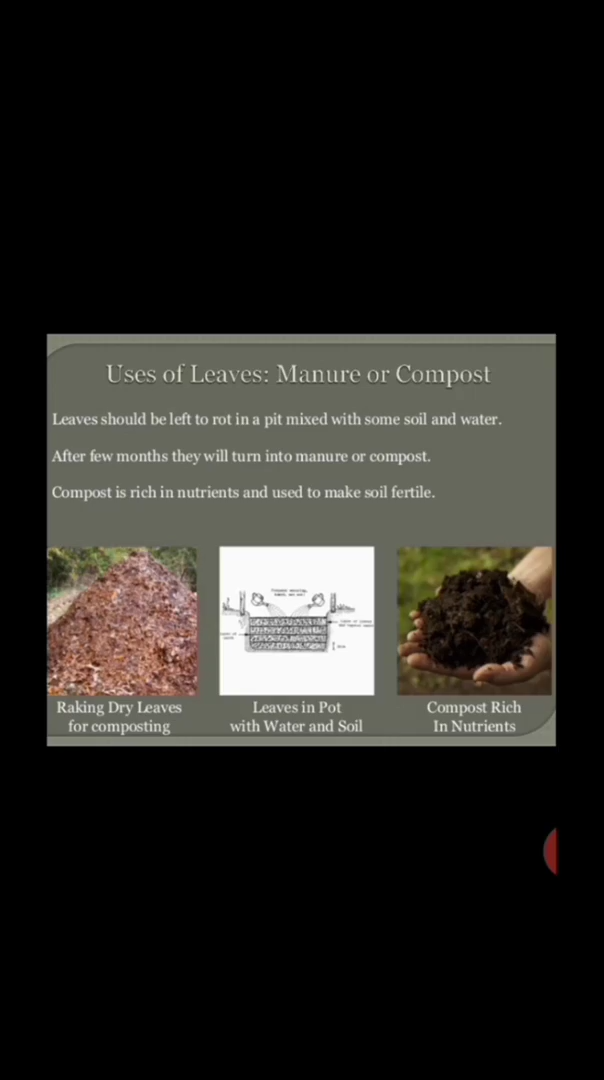 Uses of Leaves: Manure or Compost
Leaves should be left to rot in a pit mixed with some soil and water.
After few months they will turn into manure or compost.
Compost is rich in nutrients and used to make soil fertile.
Raking Dry Leaves
for composting
Leaves in Pot
with Water and Soil
Compost Rich
In Nutrients